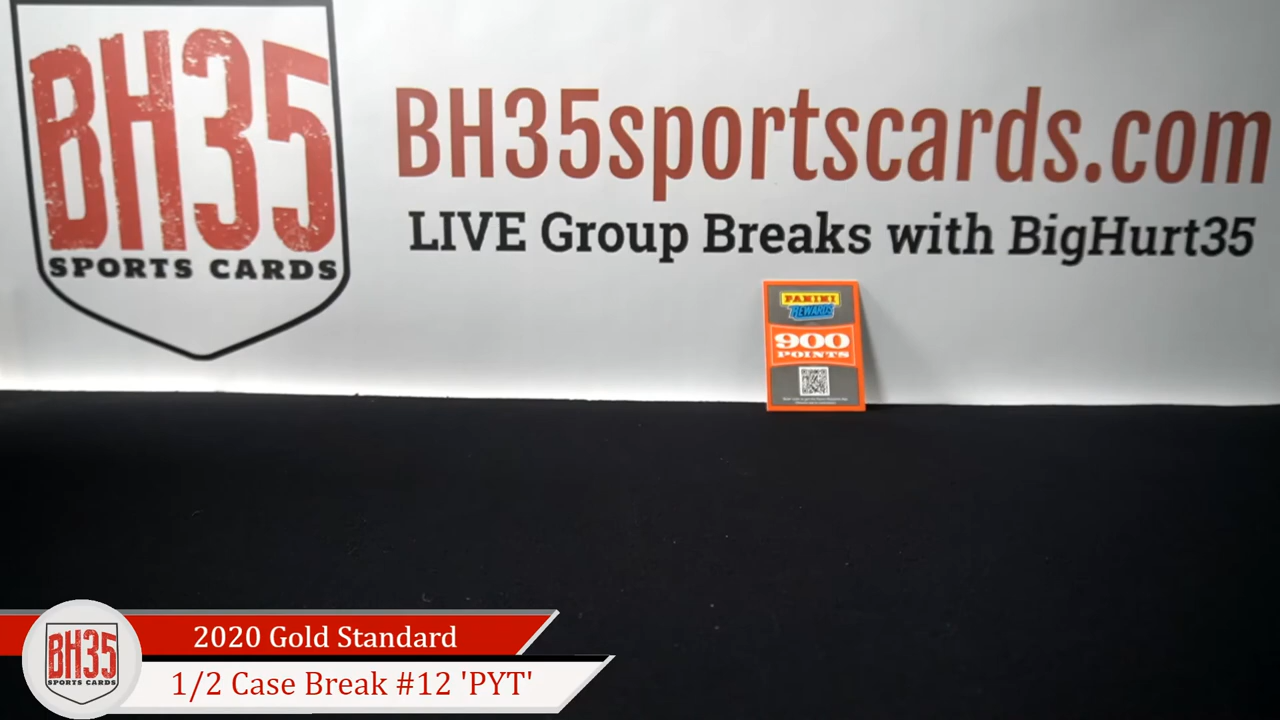 BH35
SPORTS CARDS
BH35sportscards.com
LIVE Group Breaks with BigHurt35
PANINI
REWARDS
900
POINTS
2020 Gold Standard
1/2 Case Break #12 'PYT'
BH35
SPORTS CARDS